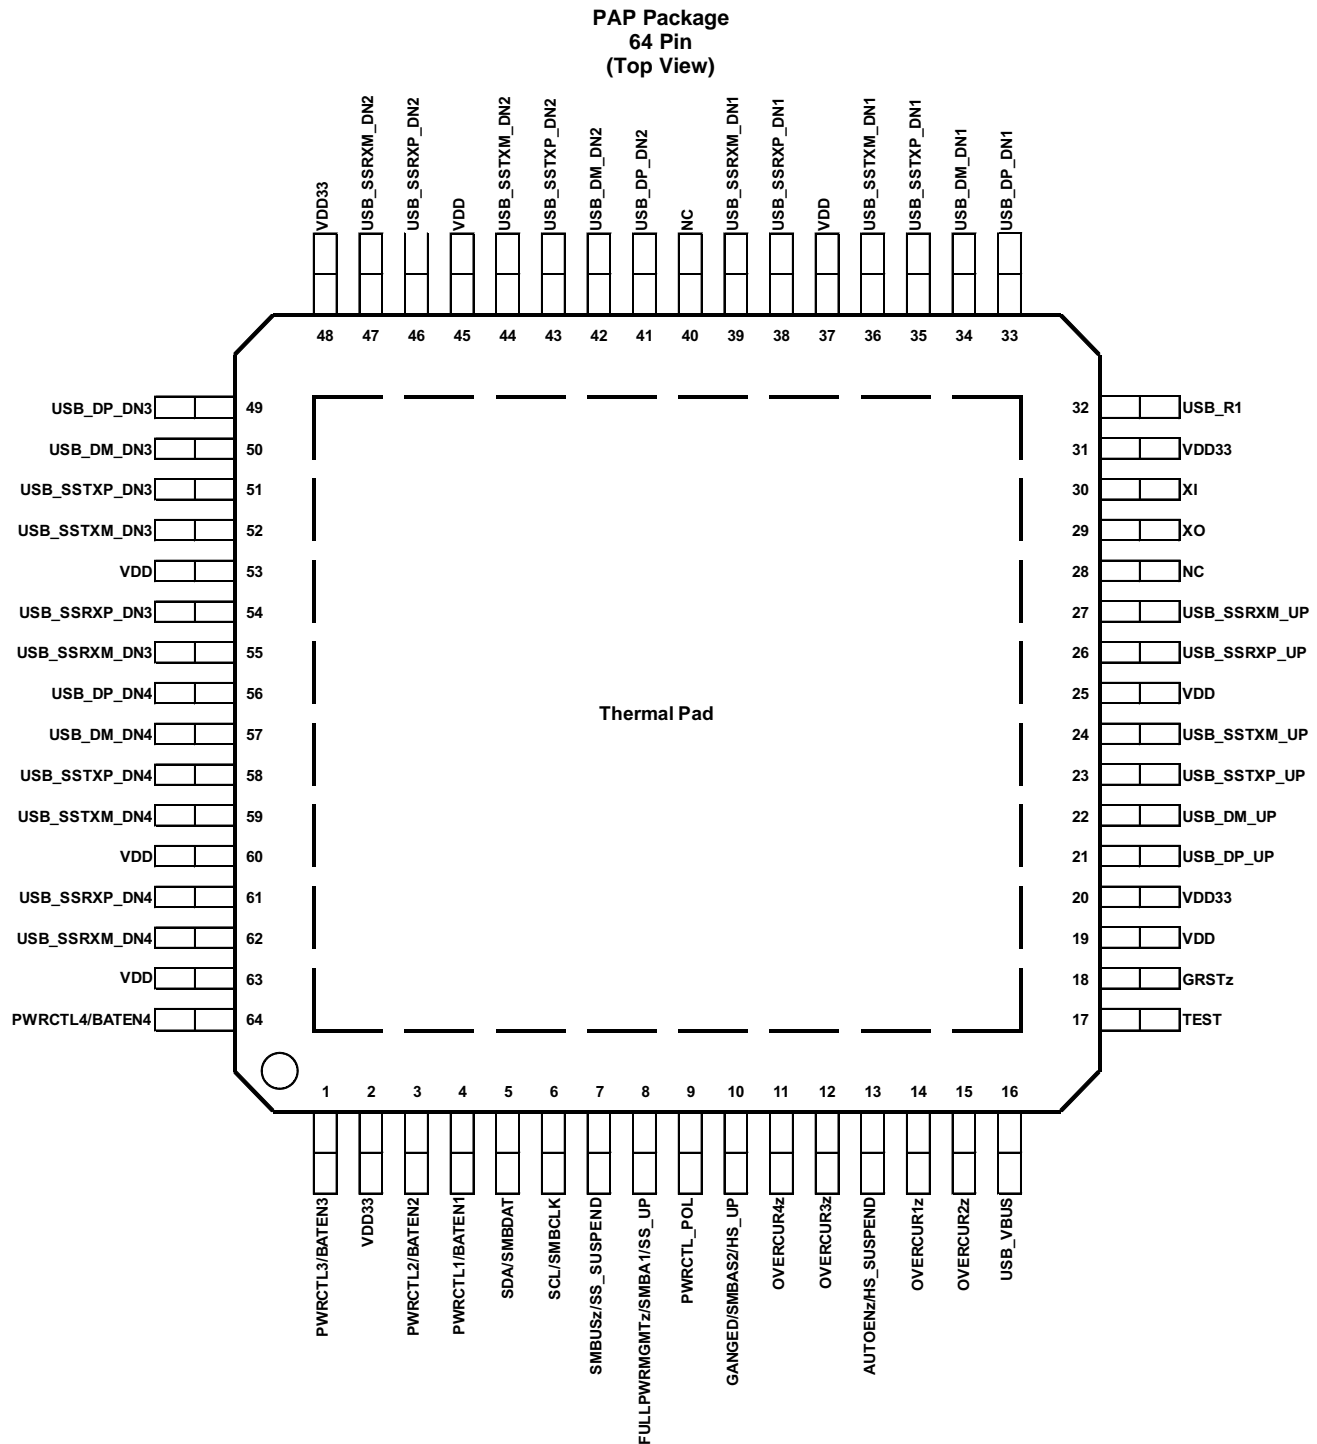 PAP Package
64 Pin
(Top View)
VDD33
USB_SSRXM_DN2
USB_SSRXP_DN2
VDD
USB_SSTXM_DN2
USB_SSTXP_DN2
USB_DM_DN2
USB_DP_DN2
NC
USB_SSRXM_DN1
USB_SSRXP_DN1
VDD
USB_SSTXM_DN1
USB_SSTXP_DN1
USB_DM_DN1
USB_DP_DN1
48 47 46 45 44 43 42 41 40 39 38 37 36 35 34 33
USB_DP_DN3 49
USB_DM_DN3 50
USB_SSTXP_DN3 51
USB_SSTXM_DN3 52
VDD 53
USB_SSRXP_DN3 54
USB_SSRXM_DN3 55
USB_DP_DN4 56
USB_DM_DN4 57
USB_SSTXP_DN4 58
USB_SSTXM_DN4 59
VDD 60
USB_SSRXP_DN4 61
USB_SSRXM_DN4 62
VDD 63
PWRCTL4/BATEN4 64
Thermal Pad
32 USB_R1
31 VDD33
30 XI
29 XO
28 NC
27 USB_SSRXM_UP
26 USB_SSRXP_UP
25 VDD
24 USB_SSTXM_UP
23 USB_SSTXP_UP
22 USB_DM_UP
21 USB_DP_UP
20 VDD33
19 VDD
18 GRSTz
17 TEST
1 2 3 4 5 6 7 8 9 10 11 12 13 14 15 16
PWRCTL3/BATEN3
VDD33
PWRCTL2/BATEN2
PWRCTL1/BATEN1
SDA/SMBDAT
SCL/SMBCLK
SMBUSz/SS_SUSPEND
FULLPWRMGMTz/SMBA1/SS_UP
PWRCTL_POL
GANGED/SMBAS2/HS_UP
OVERCUR4z
OVERCUR3z
AUTOENz/HS_SUSPEND
OVERCUR1z
OVERCUR2z
USB_VBUS